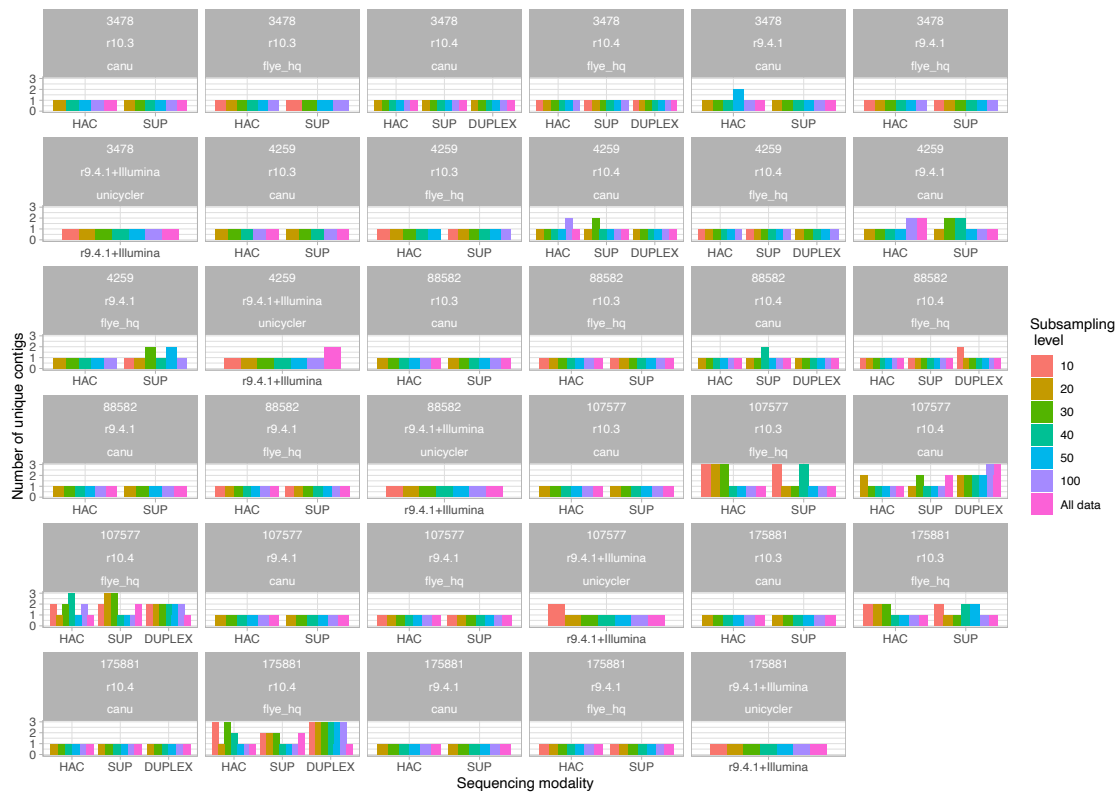 3478
r10.3
canu
3478
r10.3
flye_hq
3478
r10.4
canu
3478
r10.4
flye_hq
3478
r9.4.1
canu
3478
r9.4.1
flye_hq
3
2
1
0
HAC SUP
HAC SUP
HAC SUP DUPLEX
HAC SUP DUPLEX
HAC SUP
HAC SUP
3478
r9.4.1+Illumina
unicycler
4259
r10.3
canu
4259
r10.3
flye_hq
4259
r10.4
canu
4259
r10.4
flye_hq
4259
r9.4.1
canu
3
2
1
0
r9.4.1+Illumina
HAC SUP
HAC SUP
HAC SUP DUPLEX
HAC SUP DUPLEX
HAC SUP
4259
r9.4.1
flye_hq
4259
r9.4.1+Illumina
unicycler
88582
r10.3
canu
88582
r10.3
flye_hq
88582
r10.4
canu
88582
r10.4
flye_hq
3
2
1
0
HAC SUP
r9.4.1+Illumina
HAC SUP
HAC SUP
HAC SUP DUPLEX
HAC SUP DUPLEX
88582
r9.4.1
canu
88582
r9.4.1
flye_hq
88582
r9.4.1+Illumina
unicycler
107577
r10.3
canu
107577
r10.3
flye_hq
107577
r10.4
canu
3
2
1
0
HAC SUP
HAC SUP
r9.4.1+Illumina
HAC SUP
HAC SUP
HAC SUP DUPLEX
107577
r10.4
flye_hq
107577
r9.4.1
canu
107577
r9.4.1
flye_hq
107577
r9.4.1+Illumina
unicycler
175881
r10.3
canu
175881
r10.3
flye_hq
3
2
1
0
HAC SUP DUPLEX
HAC SUP
HAC SUP
r9.4.1+Illumina
HAC SUP
HAC SUP
175881
r10.4
canu
175881
r10.4
flye_hq
175881
r9.4.1
canu
175881
r9.4.1
flye_hq
175881
r9.4.1+Illumina
unicycler
3
2
1
0
HAC SUP DUPLEX
HAC SUP DUPLEX
HAC SUP
HAC SUP
r9.4.1+Illumina
Number of unique contigs
Sequencing modality
Subsampling
level
10
20
30
40
50
100
All data